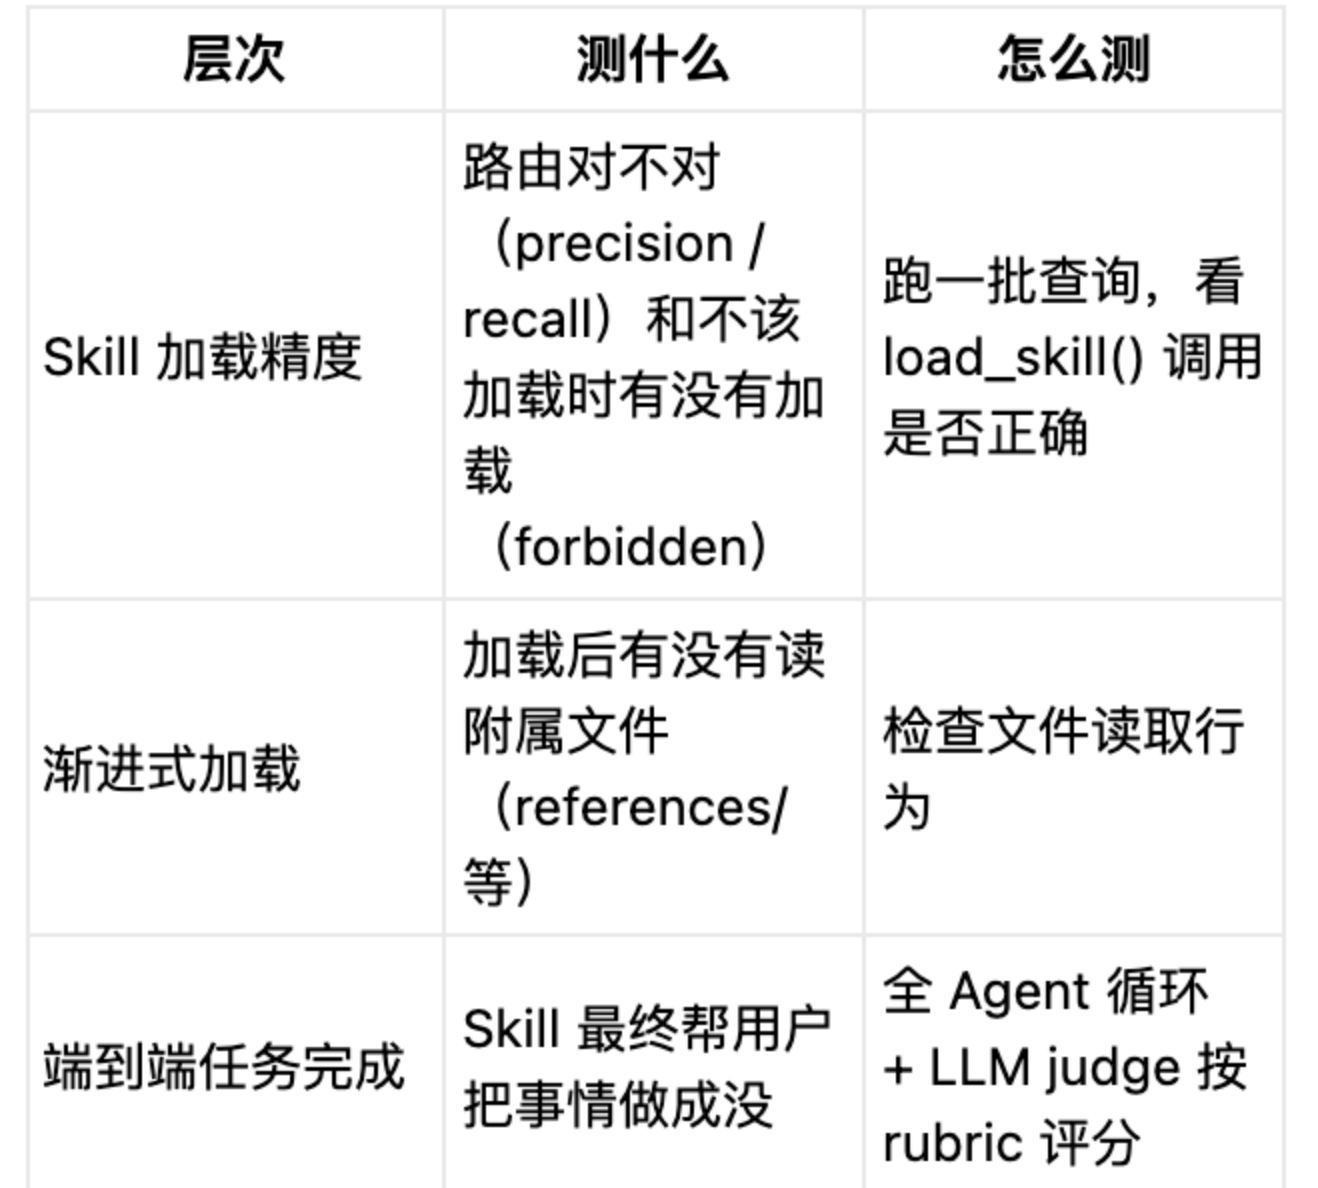 层次
测什么
怎么测
Skill 加载精度
路由对不对
（precision /
recall）和不该
加载时有没有加
载
（forbidden）
跑一批查询，看
load_skill() 调用
是否正确
渐进式加载
加载后有没有读
附属文件
（references/
等）
检查文件读取行
为
端到端任务完成
Skill 最终帮用户
把事情做成没
全 Agent 循环
+ LLM judge 按
rubric 评分